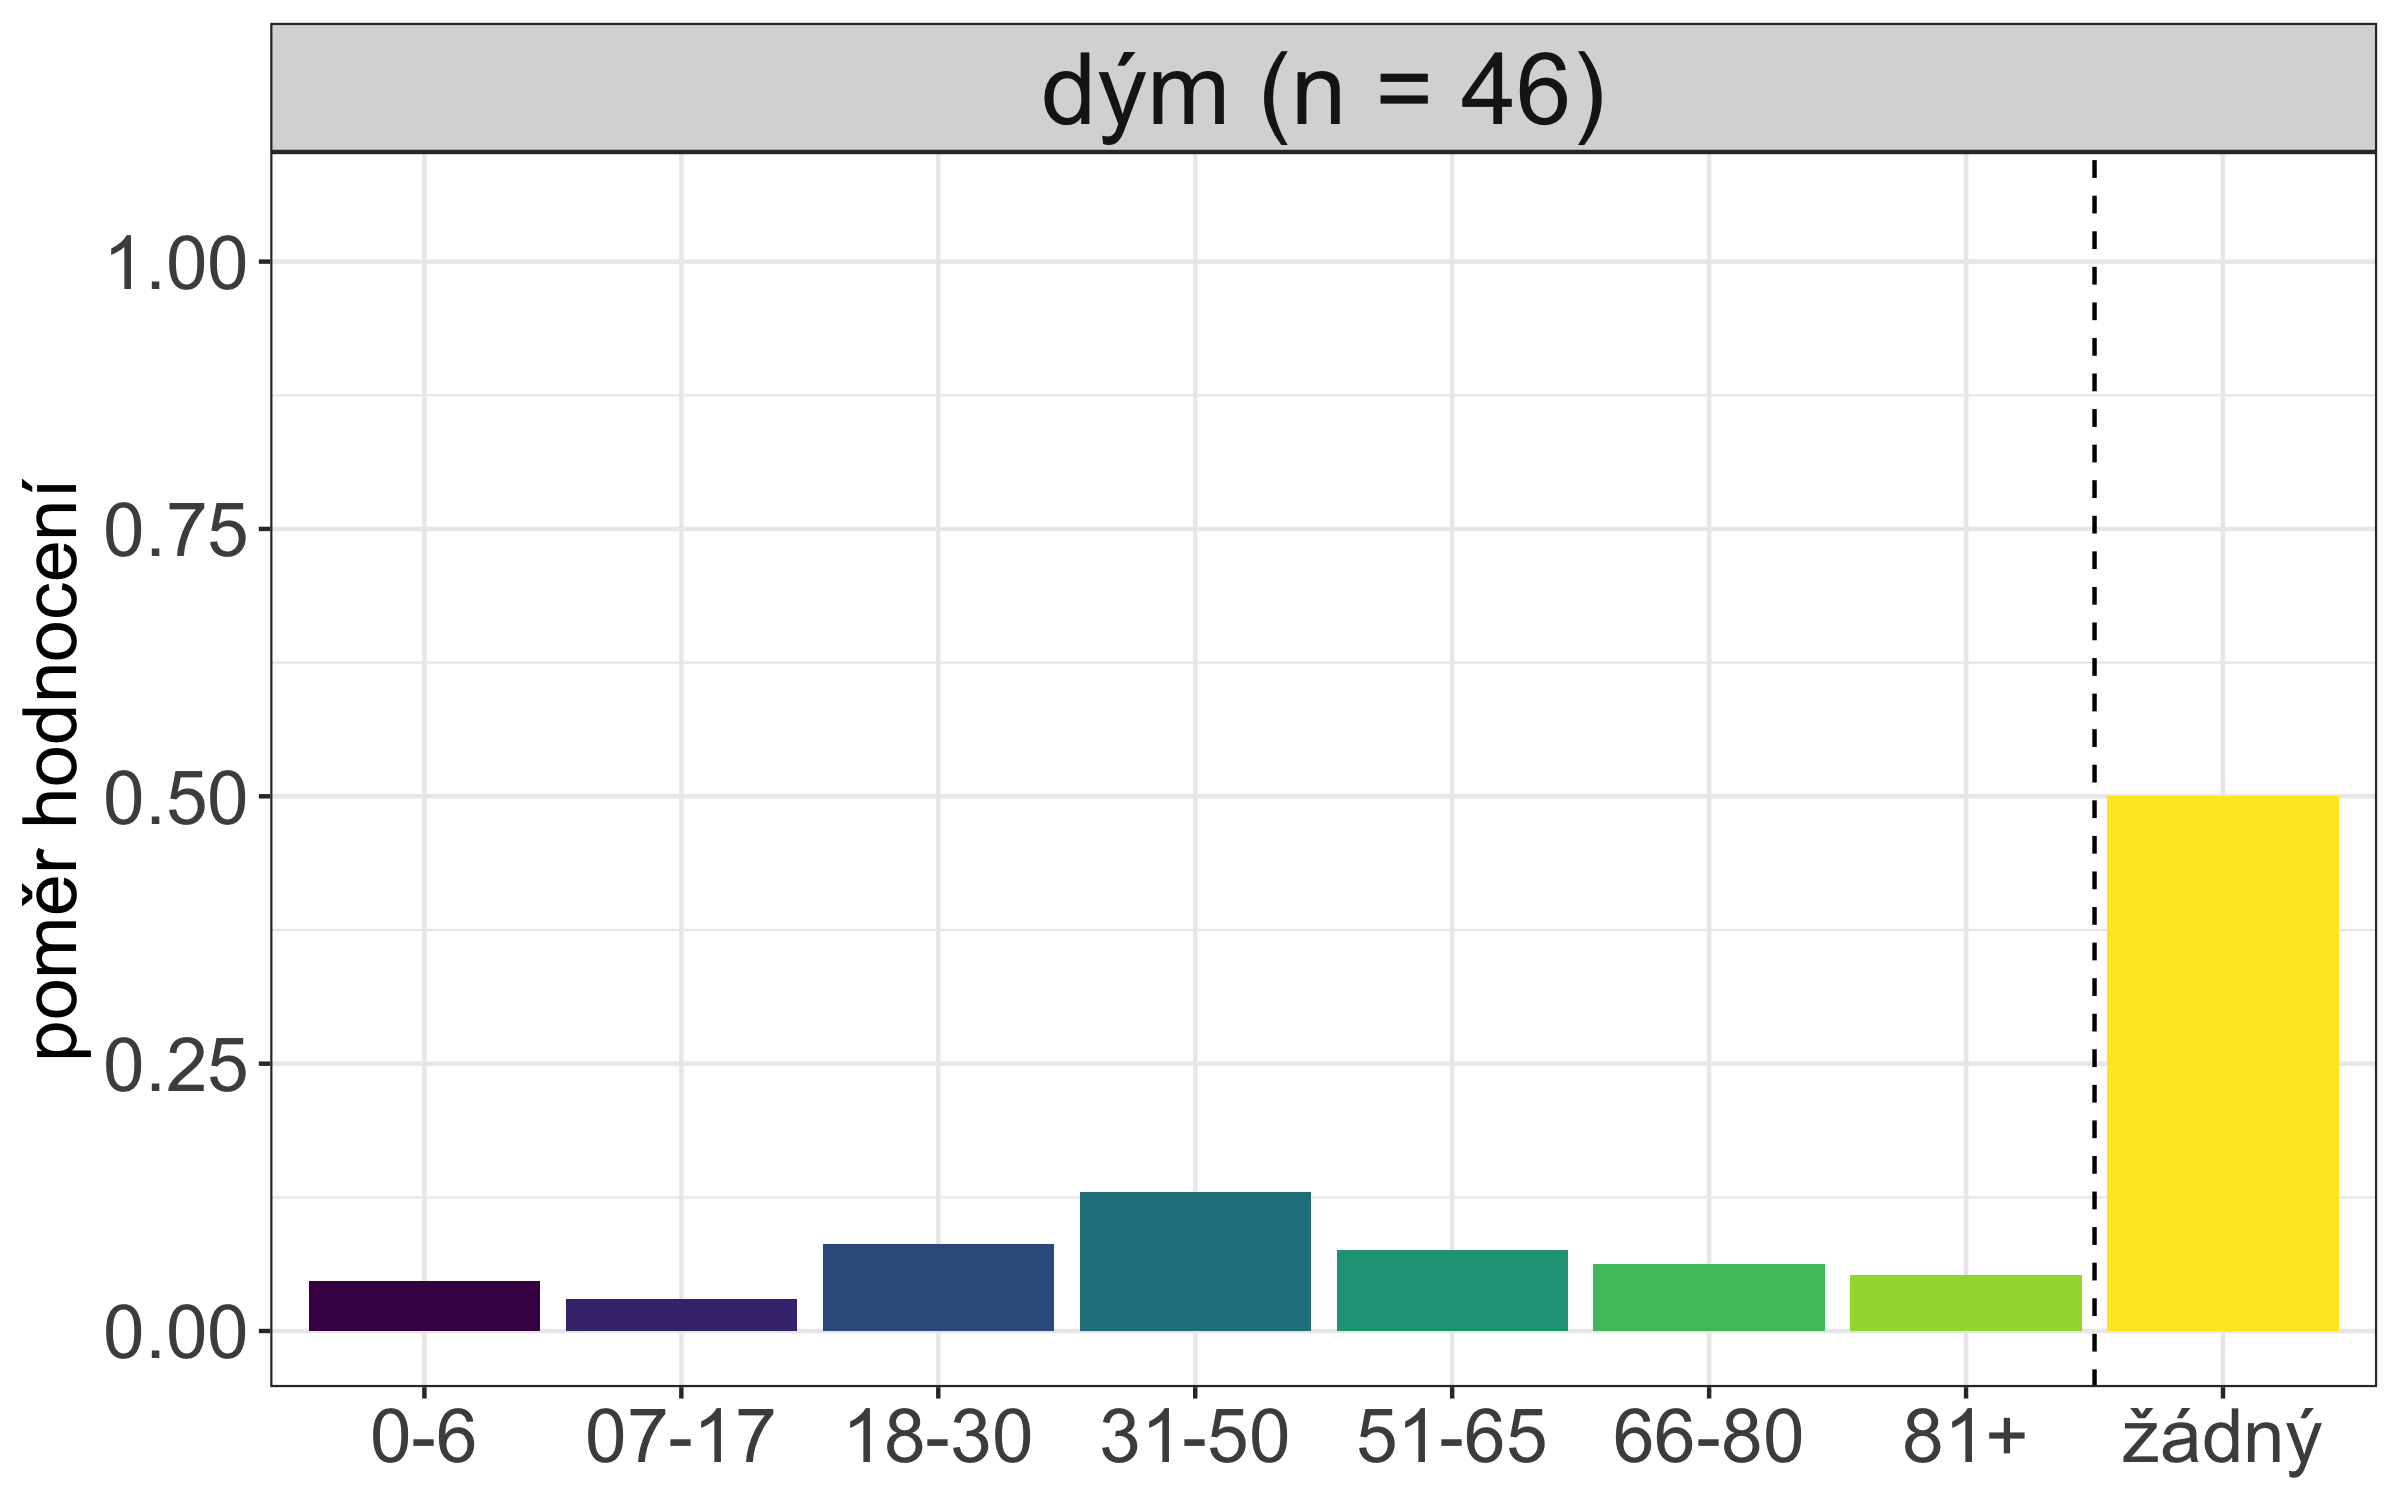 dým (n = 46)
poměr hodnocení
1.00
0.75
0.50
0.25
0.00
0-6 07-17 18-30 31-50 51-65 66-80 81+ žádný